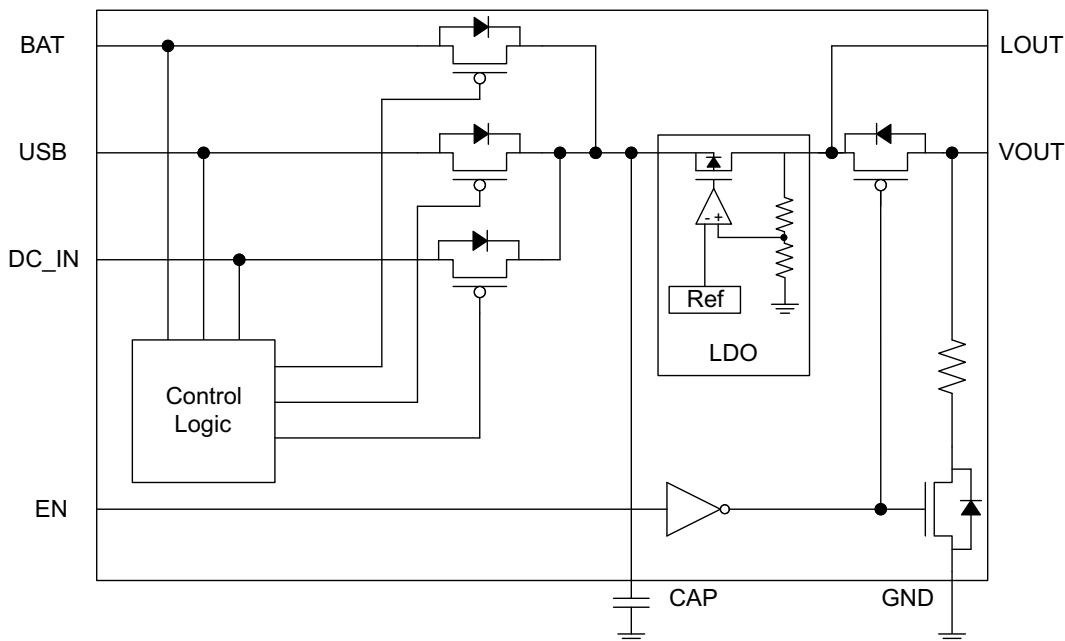 BAT
LOUT
USB
VOUT
DC_IN
- +
Ref
LDO
Control
Logic
EN
CAP
GND